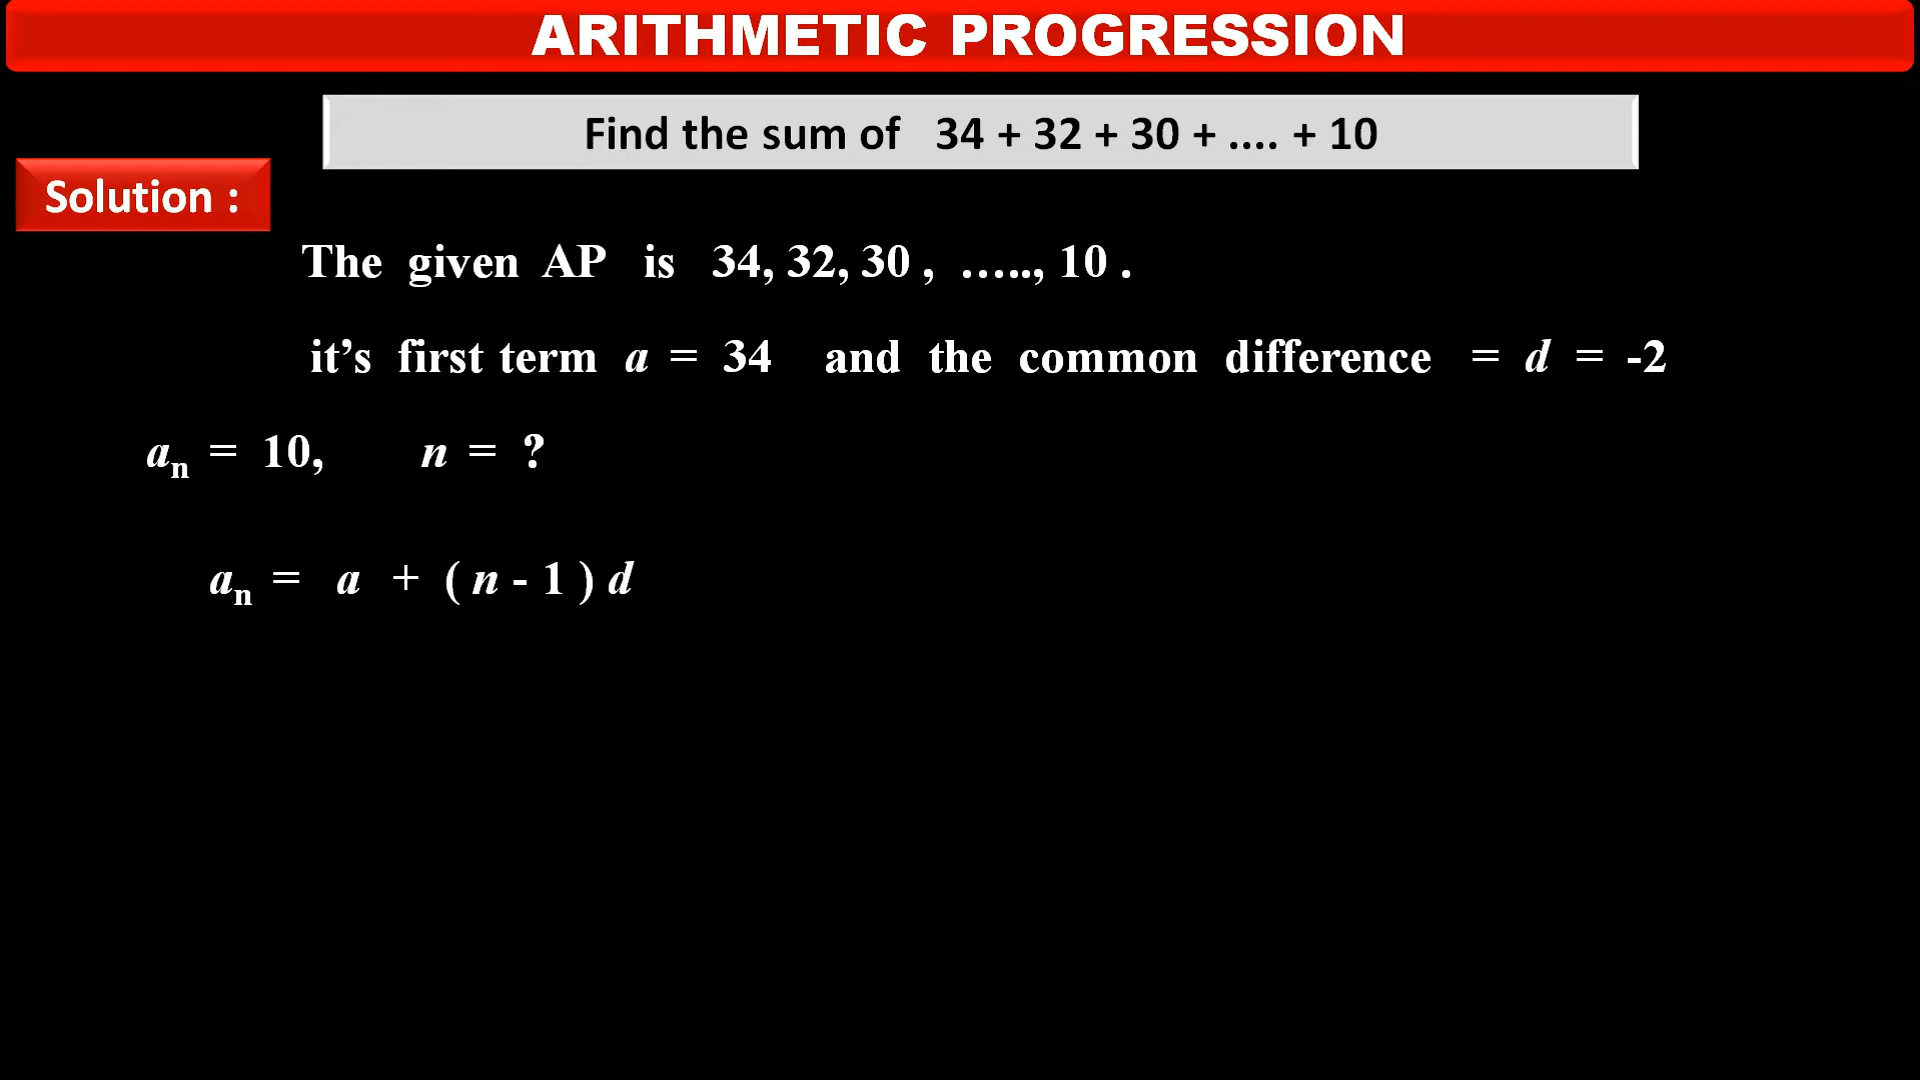 ARITHMETIC PROGRESSION
Find the sum of 34 + 32 + 30 + .... + 10
Solution :
The given AP is 34, 32, 30 , ….., 10 .
it’s first term a = 34 and the common difference = d = -2
aₙ = 10, n = ?
aₙ = a + ( n - 1 ) d